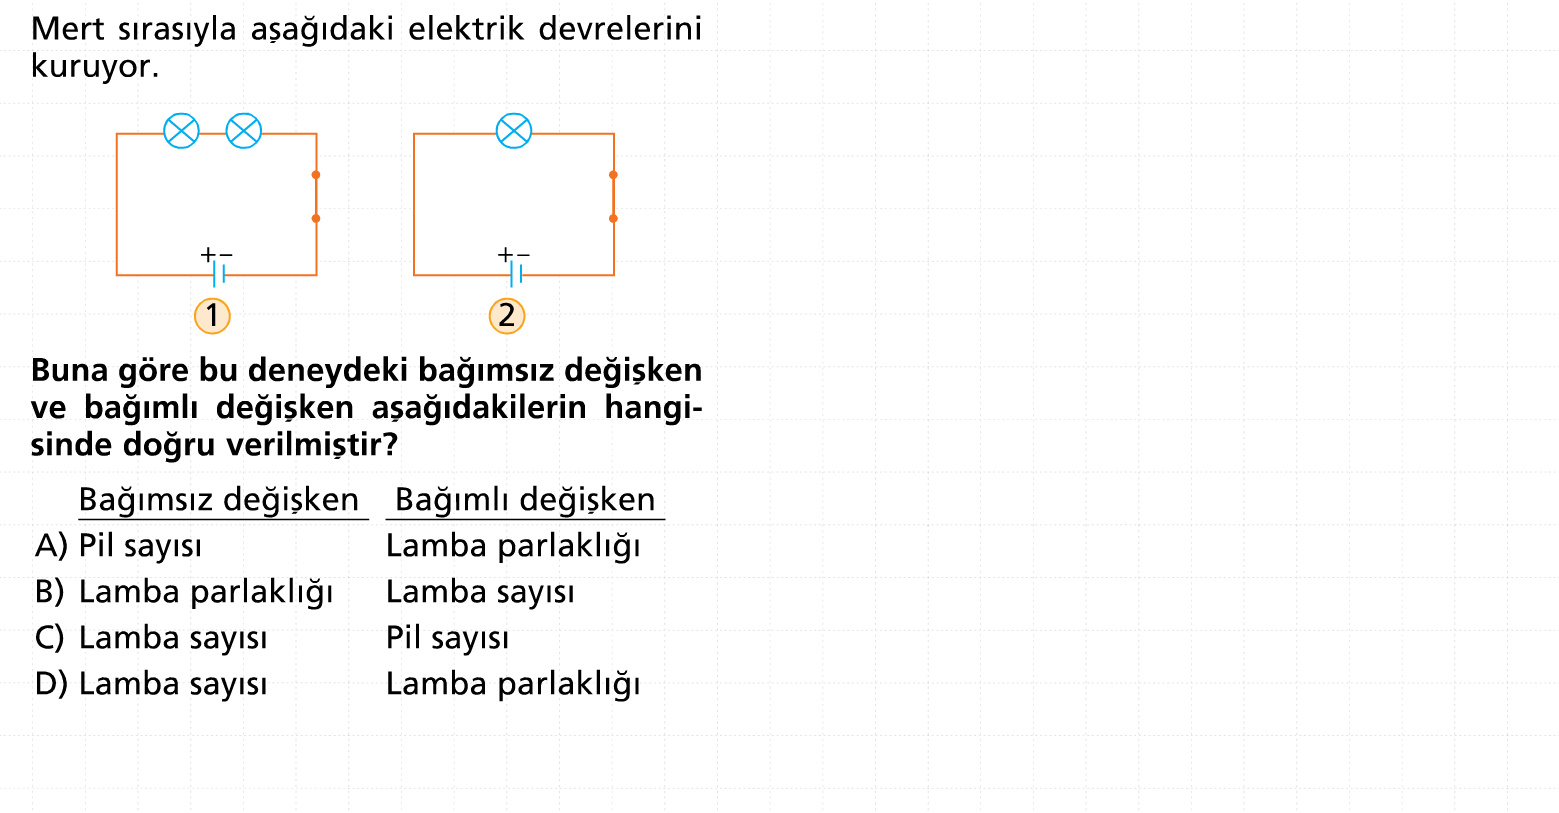 Mert sırasıyla aşağıdaki elektrik devrelerini
kuruyor.
+ − + −
1 2
Buna göre bu deneydeki bağımsız değişken
ve bağımlı değişken aşağıdakilerin hangi-
sinde doğru verilmiştir?
Bağımsız değişken Bağımlı değişken
A) Pil sayısı Lamba parlaklığı
B) Lamba parlaklığı Lamba sayısı
C) Lamba sayısı Pil sayısı
D) Lamba sayısı Lamba parlaklığı